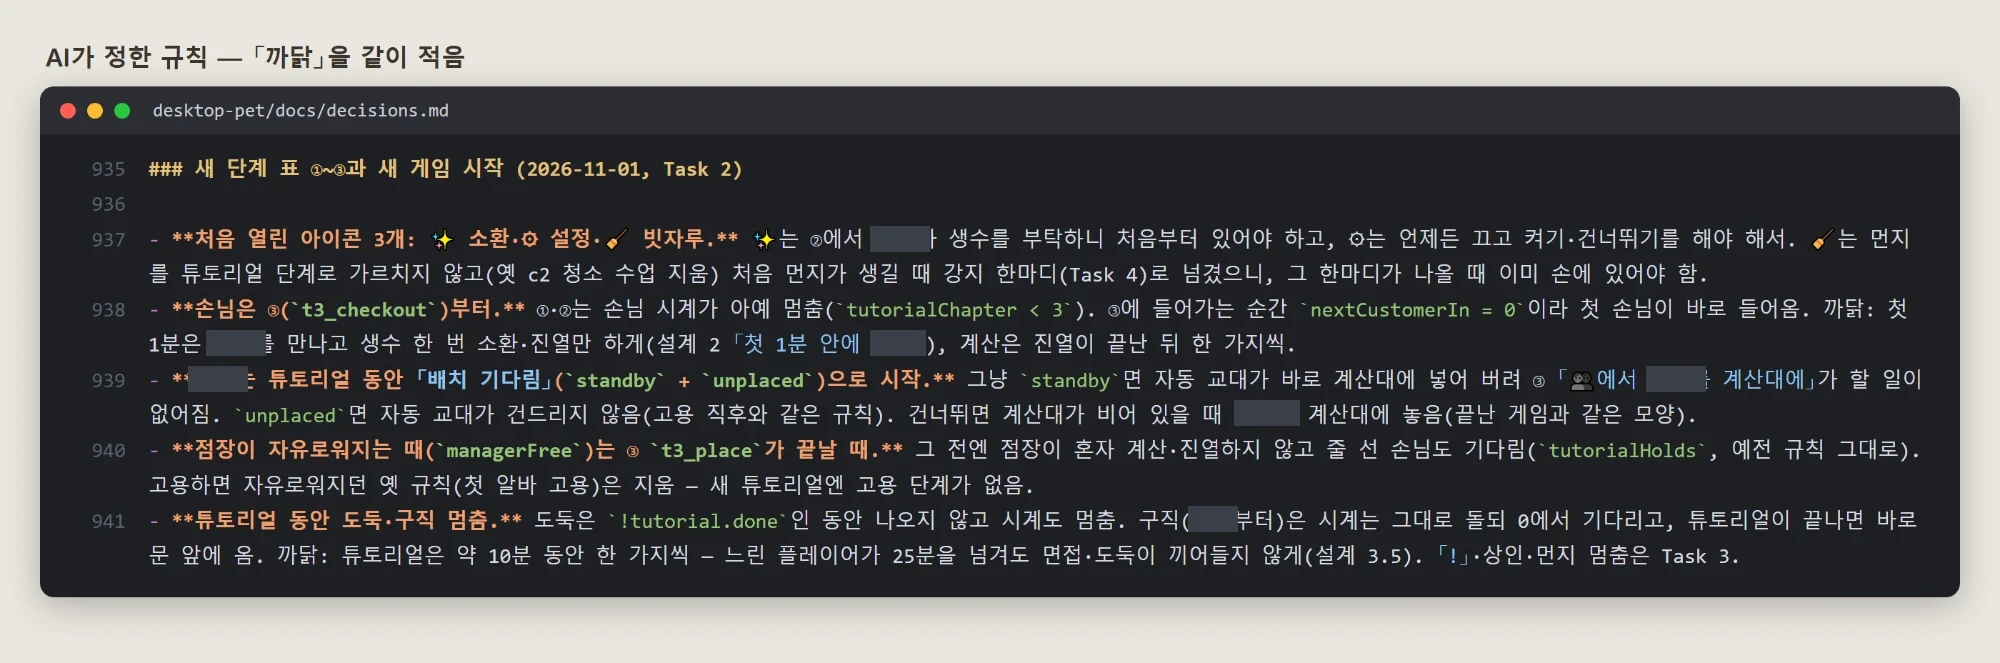 AI가 정한 규칙 —「까닭」을 같이 적음
desktop-pet/docs/decisions.md
935 ### 새 단계 표 ①~③과 새 게임 시작 (2026-11-01, Task 2)
936
937 - **처음 열린 아이콘 3개: ✨ 소환·⚙ 설정·🧹 빗자루.** ✨는 ②에서 생수를 부탁하니 처음부터 있어야 하고, ⚙는 언제든 끄고 켜기·건너뛰기를 해야 해서. 🧹는 먼지
를 튜토리얼 단계로 가르치지 않고(옛 c2 청소 수업 지움) 처음 먼지가 생길 때 강지 한마디(Task 4)로 넘겼으니, 그 한마디가 나올 때 이미 손에 있어야 함.
938 - **손님은 ③(`t3_checkout`)부터.** ①·②는 손님 시계가 아예 멈춤(`tutorialChapter < 3`). ③에 들어가는 순간 `nextCustomerIn = 0`이라 첫 손님이 바로 들어옴. 까닭: 첫
1분은 만나고 생수 한 번 소환·진열만 하게(설계 2「첫 1분 안에 ), 계산은 진열이 끝난 뒤 한 가지씩.
939 - ** 튜토리얼 동안「배치 기다림」(`standby` + `unplaced`)으로 시작.** 그냥 `standby`면 자동 교대가 바로 계산대에 넣어 버려 ③「👥에서 계산대에」가 할 일이
없어짐. `unplaced`면 자동 교대가 건드리지 않음(고용 직후와 같은 규칙). 건너뛰면 계산대가 비어 있을 때 계산대에 놓음(끝난 게임과 같은 모양).
940 - **점장이 자유로워지는 때(`managerFree`)는 ③ `t3_place`가 끝날 때.** 그 전엔 점장이 혼자 계산·진열하지 않고 줄 선 손님도 기다림(`tutorialHolds`, 예전 규칙 그대로).
고용하면 자유로워지던 옛 규칙(첫 알바 고용)은 지움 — 새 튜토리얼엔 고용 단계가 없음.
941 - **튜토리얼 동안 도둑·구직 멈춤.** 도둑은 `!tutorial.done`인 동안 나오지 않고 시계도 멈춤. 구직( 부터)은 시계는 그대로 돌되 0에서 기다리고, 튜토리얼이 끝나면 바로
문 앞에 옴. 까닭: 튜토리얼은 약 10분 동안 한 가지씩 — 느린 플레이어가 25분을 넘겨도 면접·도둑이 끼어들지 않게(설계 3.5).「!」·상인·먼지 멈춤은 Task 3.